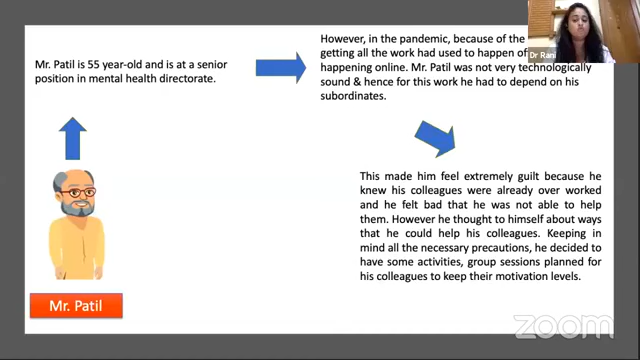 However, in the pandemic, because of the
getting all the work had used to happen of
happening online. Mr. Patil was not very technologically
sound & hence for this work he had to depend on his
subordinates.
Dr Rani
Mr. Patil is 55 year-old and is at a senior
position in mental health directorate.
This made him feel extremely guilt because he
knew his colleagues were already over worked
and he felt bad that he was not able to help
them. However he thought to himself about ways
that he could help his colleagues. Keeping in
mind all the necessary precautions, he decided to
have some activities, group sessions planned for
his colleagues to keep their motivation levels.
Mr. Patil
zoom